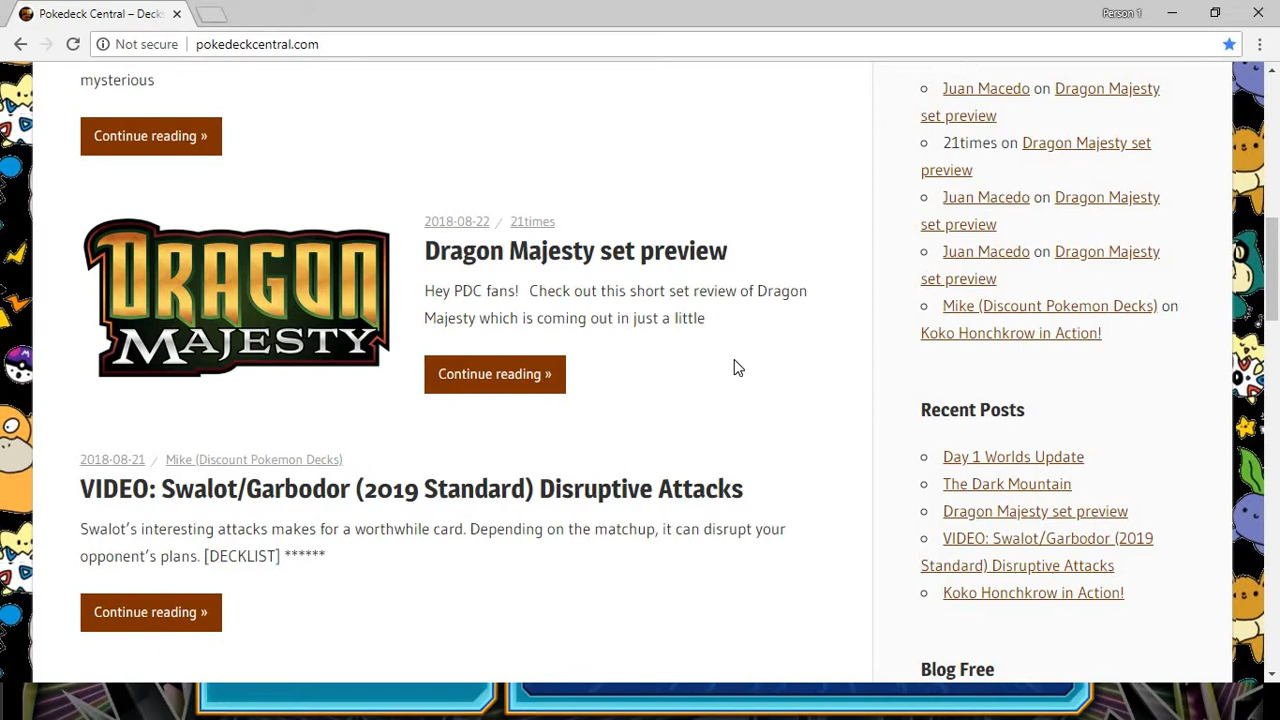 Pokedeck Central – Decks
Person 1
Not secure
pokedeckcentral.com
mysterious
Continue reading »
DRAGON
MAJESTY
2018-08-22 / 21times
Dragon Majesty set preview
Hey PDC fans! Check out this short set review of Dragon
Majesty which is coming out in just a little
Continue reading »
2018-08-21 / Mike (Discount Pokemon Decks)
VIDEO: Swalot/Garbodor (2019 Standard) Disruptive Attacks
Swalot's interesting attacks makes for a worthwhile card. Depending on the matchup, it can disrupt your
opponent's plans. [DECKLIST] ******
Continue reading »
Juan Macedo on Dragon Majesty
set preview
21times on Dragon Majesty set
preview
Juan Macedo on Dragon Majesty
set preview
Juan Macedo on Dragon Majesty
set preview
Mike (Discount Pokemon Decks) on
Koko Honchkrow in Action!
Recent Posts
Day 1 Worlds Update
The Dark Mountain
Dragon Majesty set preview
VIDEO: Swalot/Garbodor (2019
Standard) Disruptive Attacks
Koko Honchkrow in Action!
Blog Free